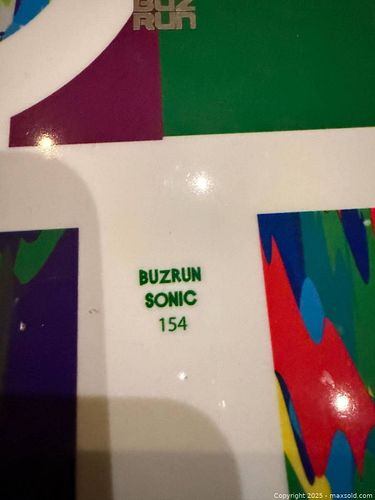 BUZ
RUN
BUZRUN
SONIC
154
Copyright © 2025 - maxsold.com